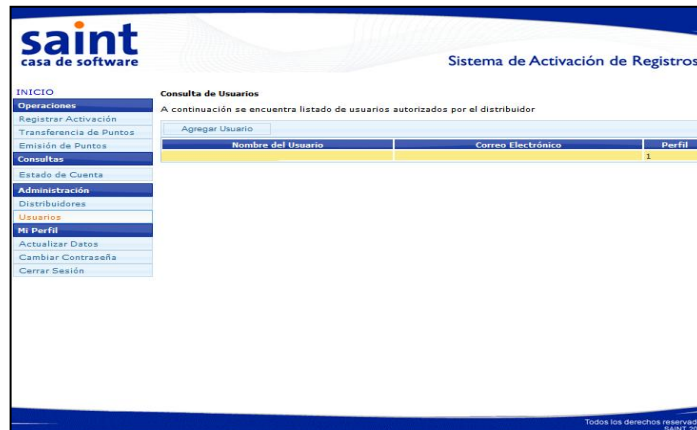 saint
casa de software
Sistema de Activación de Registros
INICIO
Operaciones
Registrar Activación
Transferencia de Puntos
Emisión de Puntos
Consultas
Estado de Cuenta
Administración
Distribuidores
Usuarios
Mi Perfil
Actualizar Datos
Cambiar Contraseña
Cerrar Sesión
Consulta de Usuarios
A continuación se encuentra listado de usuarios autorizados por el distribuidor
Agregar Usuario
Nombre del Usuario Correo Electrónico Perfil
1
Todos los derechos reservad
SAINT 20